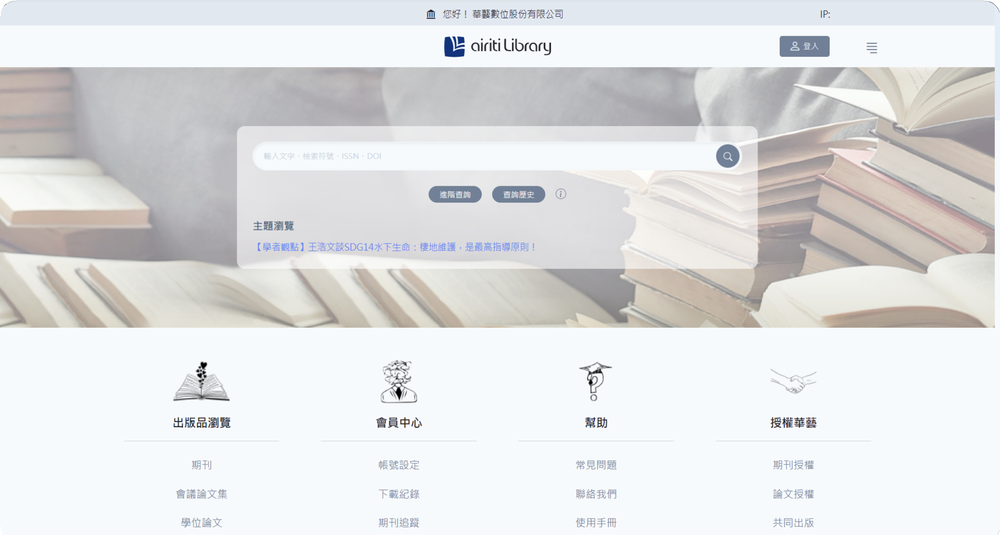 您好！ 華藝數位股份有限公司
IP:
airiti Library
登入
輸入文字、檢索符號、ISSN、DOI
進階查詢
查詢歷史
主題瀏覽
【學者觀點】王浩文談SDG14水下生命：棲地維護，是最高指導原則！
出版品瀏覽
期刊
會議論文集
學位論文
會員中心
帳號設定
下載紀錄
期刊追蹤
幫助
常見問題
聯絡我們
使用手冊
授權華藝
期刊授權
論文授權
共同出版